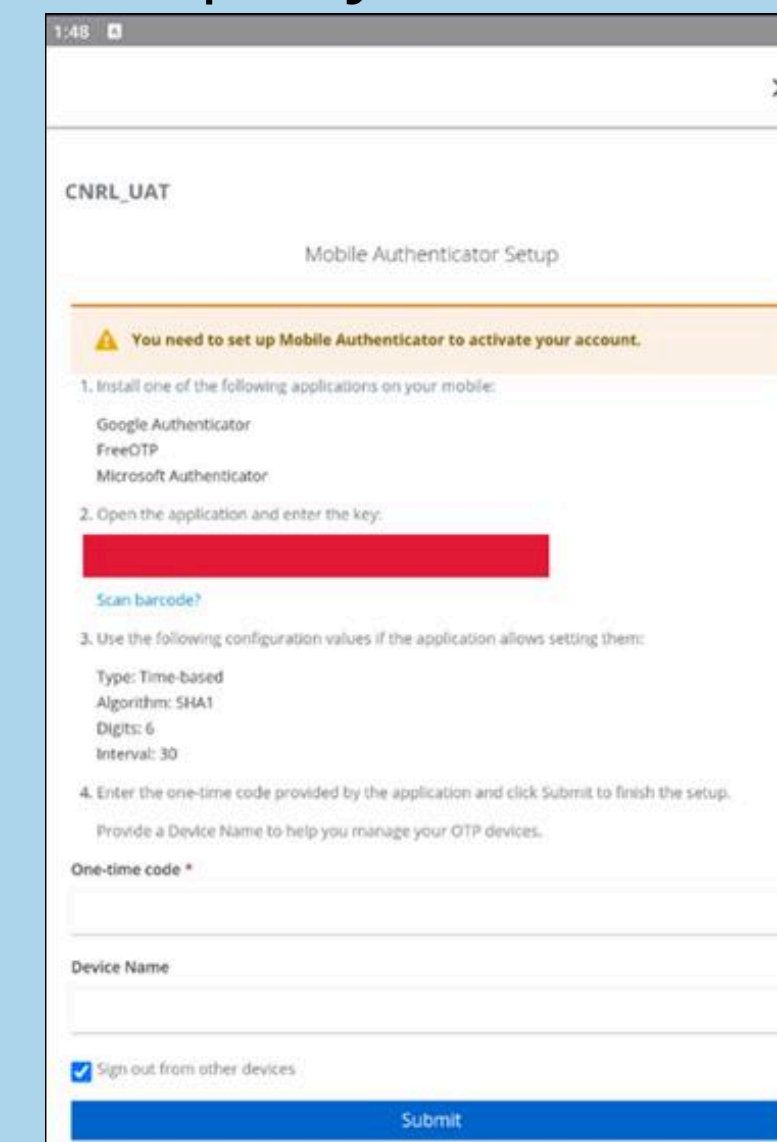 1:48
CNRL_UAT
Mobile Authenticator Setup
You need to set up Mobile Authenticator to activate your account.
1. Install one of the following applications on your mobile:
Google Authenticator
FreeOTP
Microsoft Authenticator
2. Open the application and enter the key:
Scan barcode?
3. Use the following configuration values if the application allows setting them:
Type: Time-based
Algorithm: SHA1
Digits: 6
Interval: 30
4. Enter the one-time code provided by the application and click Submit to finish the setup.
Provide a Device Name to help you manage your OTP devices.
One-time code *
Device Name
Sign out from other devices
Submit